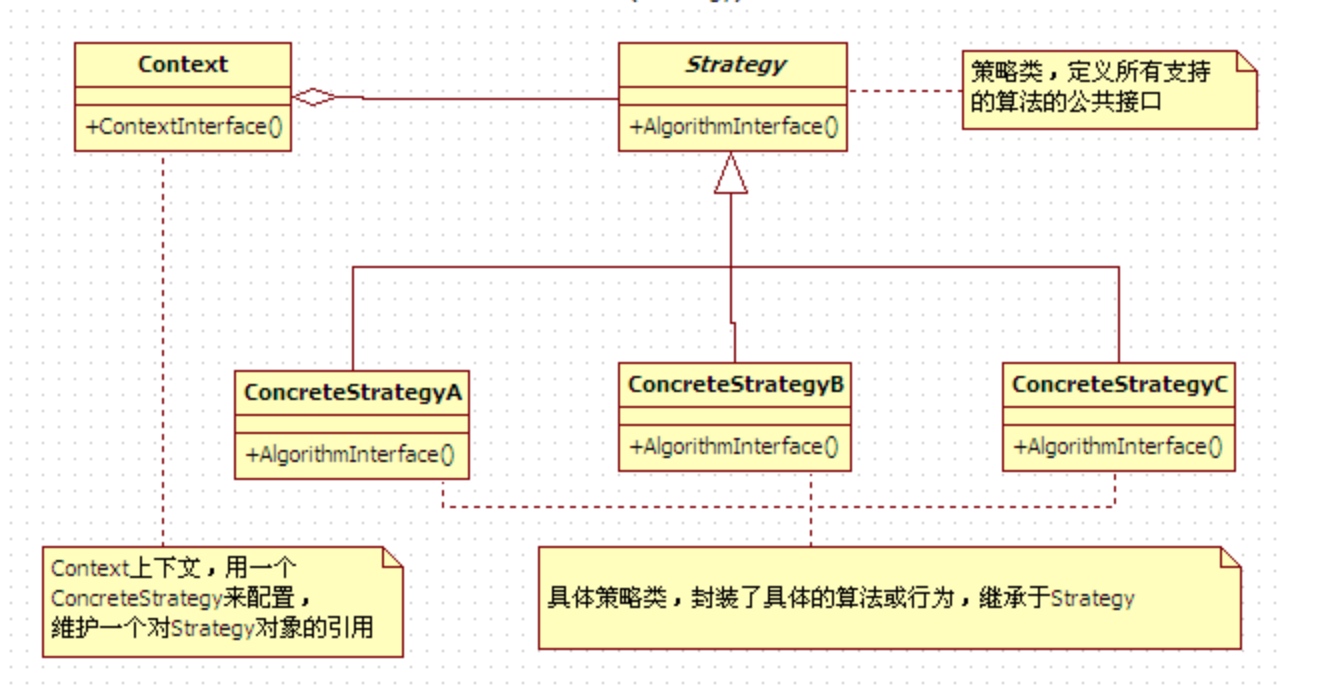 Context
+ContextInterface()
Strategy
+AlgorithmInterface()
策略类，定义所有支持
的算法的公共接口
ConcreteStrategyA
+AlgorithmInterface()
ConcreteStrategyB
+AlgorithmInterface()
ConcreteStrategyC
+AlgorithmInterface()
Context上下文，用一个
ConcreteStrategy来配置，
维护一个对Strategy对象的引用
具体策略类，封装了具体的算法或行为，继承于Strategy